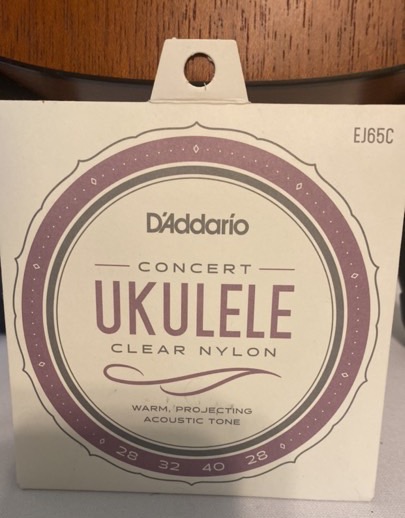 EJ65C
D'Addario
CONCERT
UKULELE
CLEAR NYLON
WARM, PROJECTING
ACOUSTIC TONE
28 32 40 28